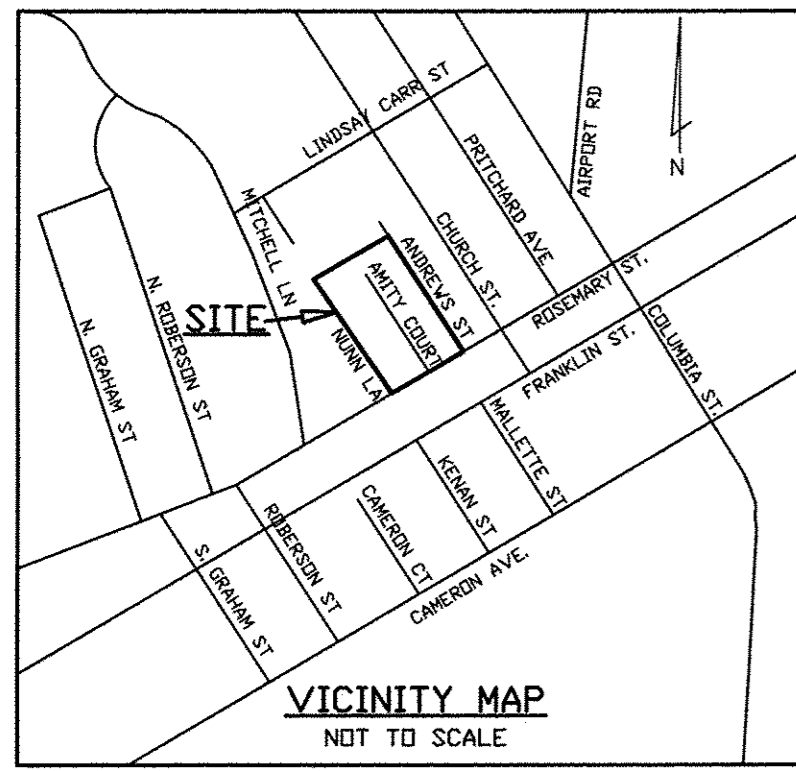 LINDSAY CARR ST
AIRPORT RD
PRITCHARD AVE
N
MITCHELL LN
CHURCH ST.
ANDREWS ST
AMITY COURT
N. ROBERSON ST
N. GRAHAM ST
SITE
NUNN LA
ROSEMARY ST.
FRANKLIN ST.
COLUMBIA ST.
MALLETTE ST
KENAN ST
CAMERON CT
ROBERSON ST
S. GRAHAM ST
CAMERON AVE.
VICINITY MAP
NOT TO SCALE